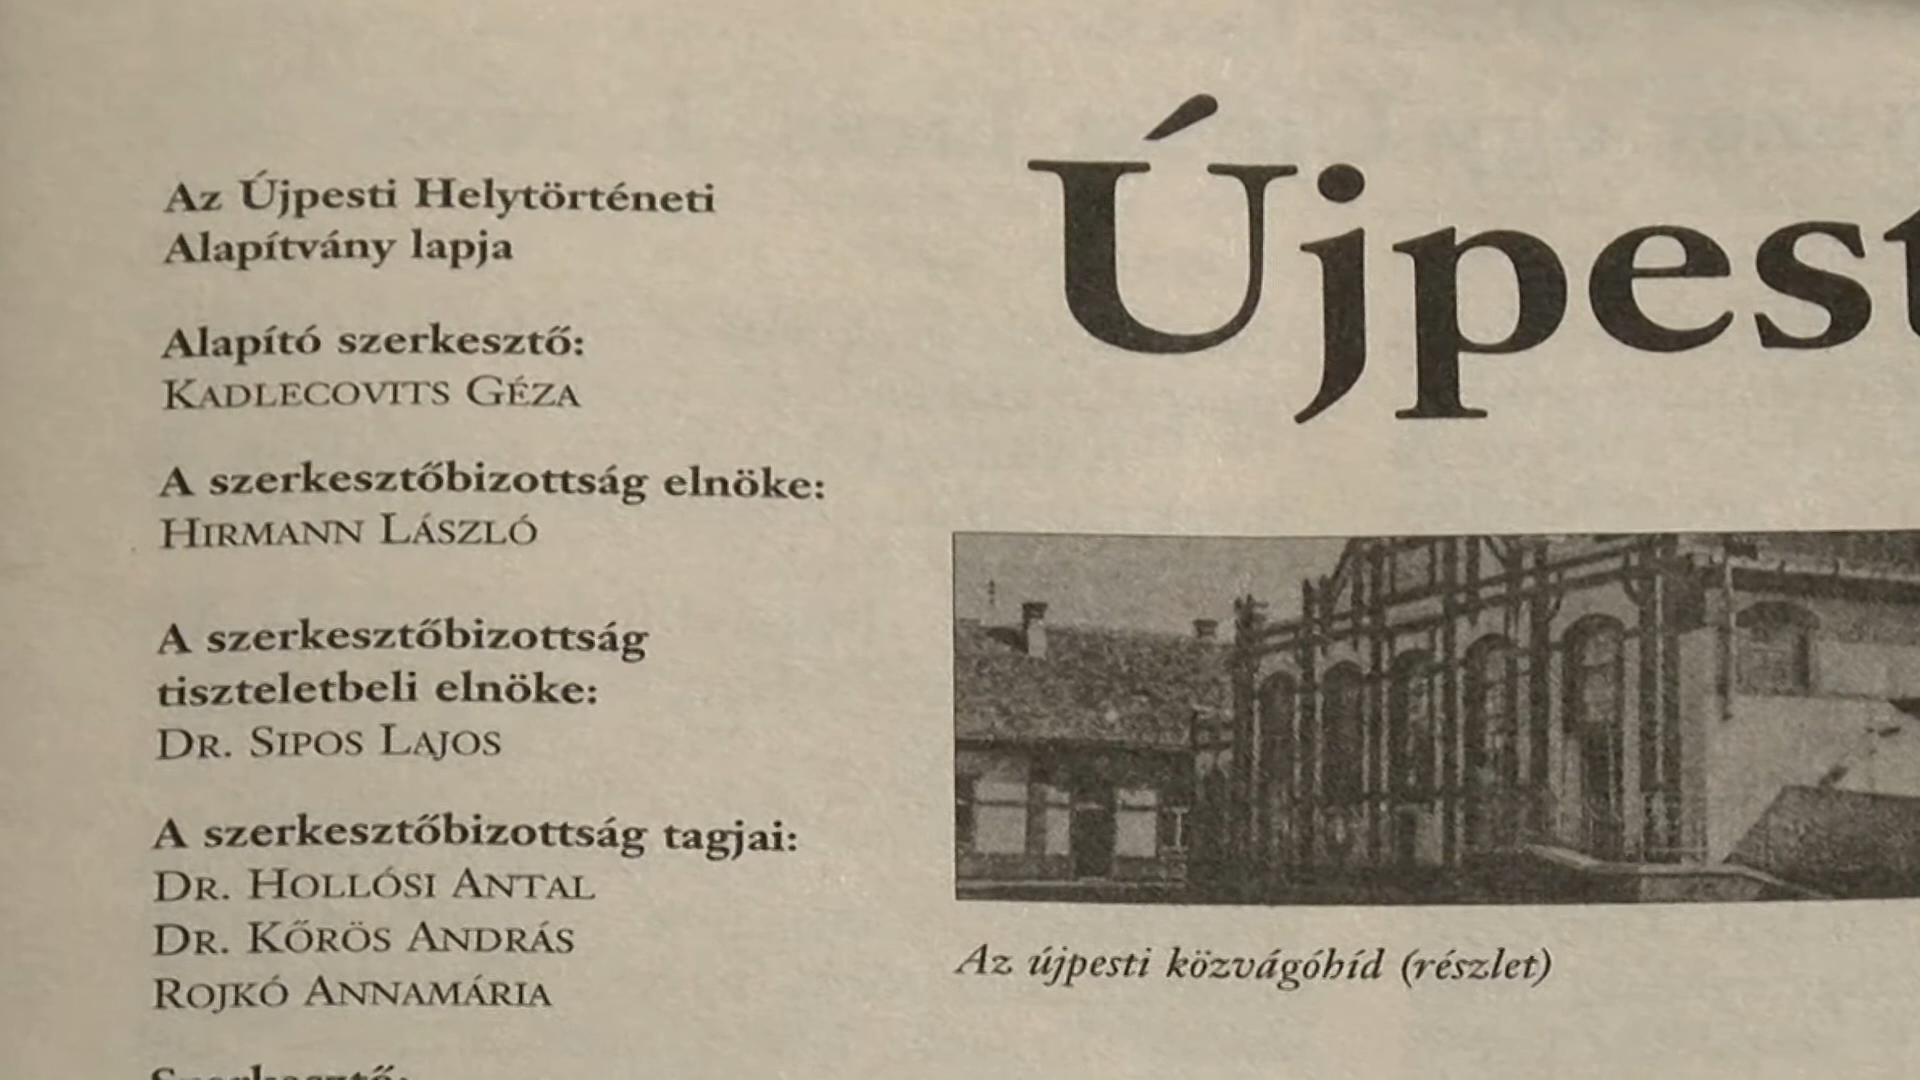 Az Újpesti Helytörténeti
Alapítvány lapja
Alapító szerkesztő:
KADLECOVITS GÉZA
A szerkesztőbizottság elnöke:
HIRMANN LÁSZLÓ
A szerkesztőbizottság
tiszteletbeli elnöke:
DR. SIPOS LAJOS
A szerkesztőbizottság tagjai:
DR. HOLLÓSI ANTAL
DR. KŐRÖS ANDRÁS
ROJKÓ ANNAMÁRIA
Szerkesztő:
Újpest
Az újpesti közvágóhíd (részlet)